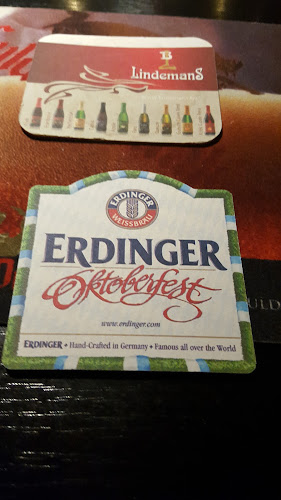 LindemanS
ERDINGER
WEISSBRÄU
ERDINGER
Oktoberfest
www.erdinger.com
ERDINGER • Hand-Crafted in Germany • Famous all over the World